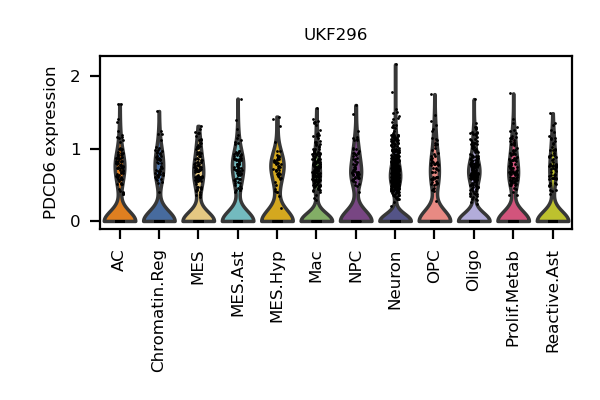 UKF296
PDCD6 expression
2
1
0
AC
Chromatin.Reg
MES
MES.Ast
MES.Hyp
Mac
NPC
Neuron
OPC
Oligo
Prolif.Metab
Reactive.Ast